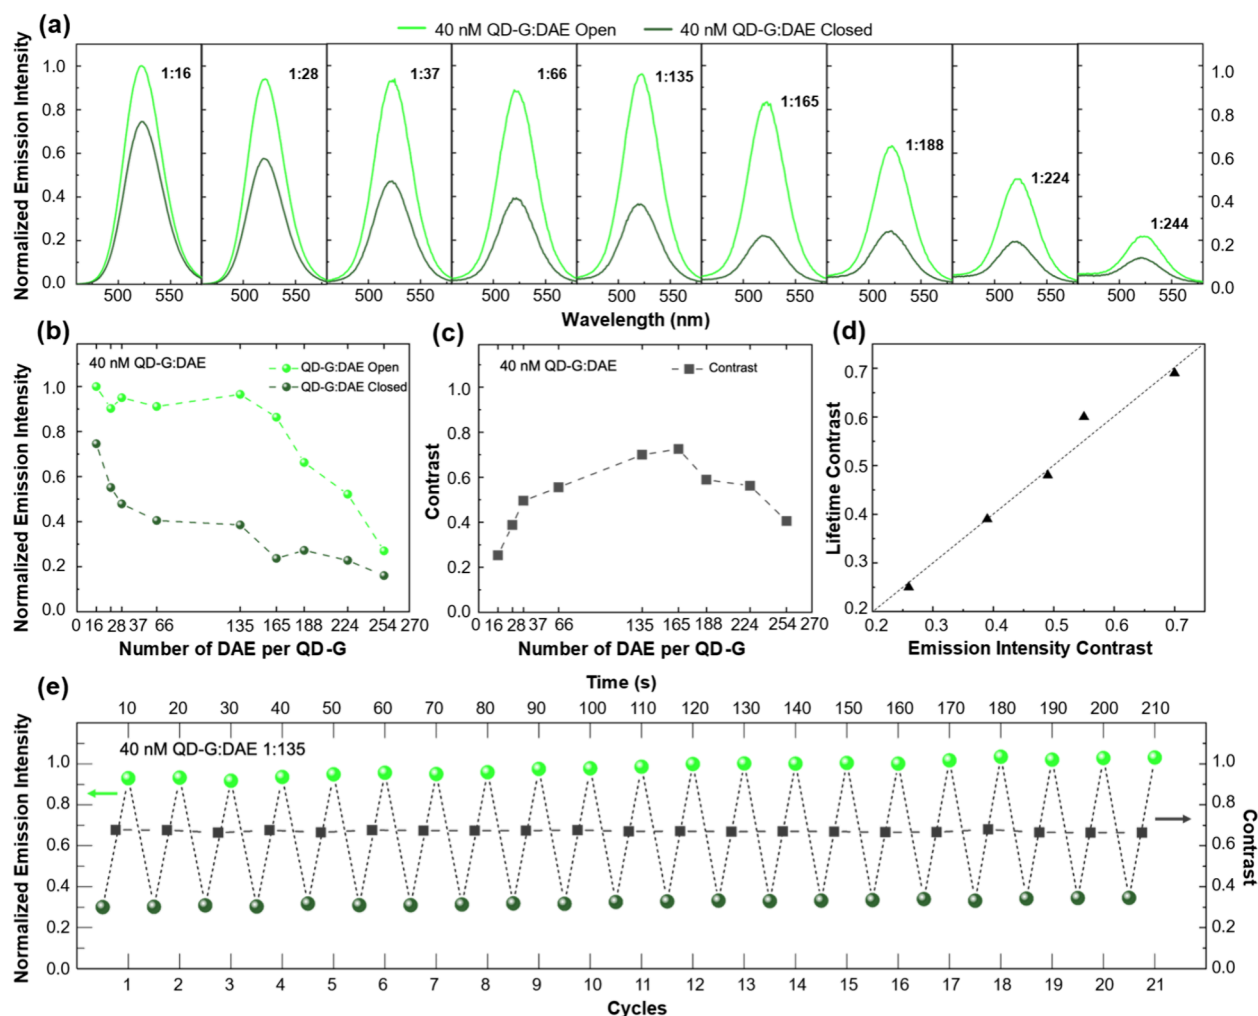 (a)
40 nM QD-G:DAE Open 40 nM QD-G:DAE Closed
Normalized Emission Intensity
1.0
0.8
0.6
0.4
0.2
0.0
1:16 1:28 1:37 1:66 1:135 1:165 1:188 1:224 1:244
1.0
0.8
0.6
0.4
0.2
0.0
500 550 500 550 500 550 500 550 500 550 500 550 500 550 500 550 500 550
Wavelength (nm)
(b)
Normalized Emission Intensity
40 nM QD-G:DAE
QD-G:DAE Open
QD-G:DAE Closed
1.0
0.8
0.6
0.4
0.2
0.0
0 16 28 37 66 135 165 188 224 254 270
Number of DAE per QD-G
(c)
Contrast
40 nM QD-G:DAE
Contrast
1.0
0.8
0.6
0.4
0.2
0.0
0 16 28 37 66 135 165 188 224 254 270
Number of DAE per QD-G
(d)
Lifetime Contrast
0.7
0.6
0.5
0.4
0.3
0.2
0.2 0.3 0.4 0.5 0.6 0.7
Emission Intensity Contrast
(e)
Time (s)
10 20 30 40 50 60 70 80 90 100 110 120 130 140 150 160 170 180 190 200 210
40 nM QD-G:DAE 1:135
Normalized Emission Intensity
1.0
0.8
0.6
0.4
0.2
0.0
1.0
0.8
0.6
0.4
0.2
0.0
Contrast
1 2 3 4 5 6 7 8 9 10 11 12 13 14 15 16 17 18 19 20 21
Cycles